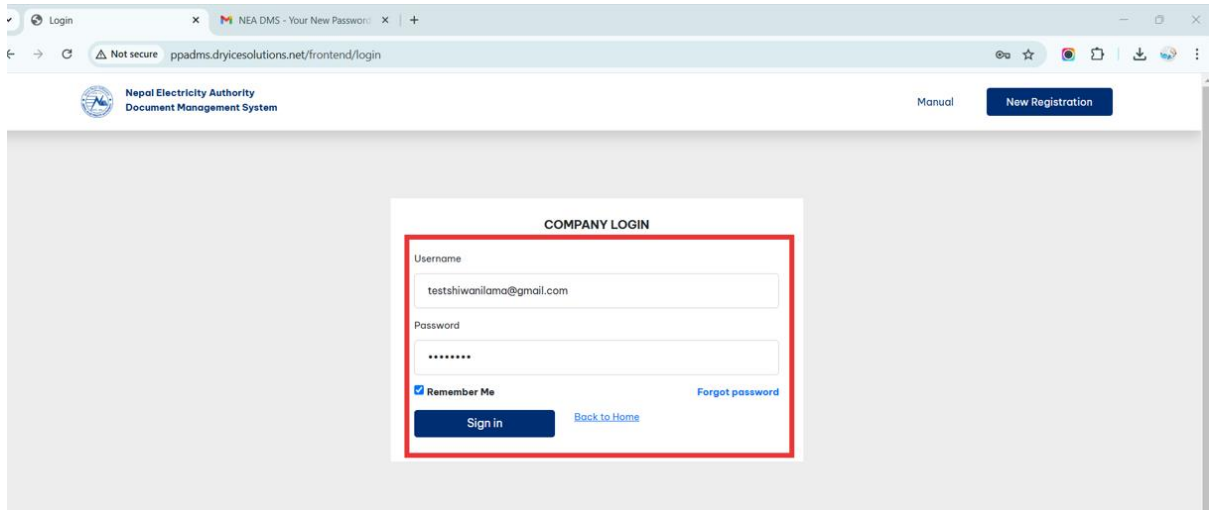 Login
NEA DMS - Your New Password
Not secure ppadms.dryicesolutions.net/frontend/login
Nepal Electricity Authority
Document Management System
Manual
New Registration
COMPANY LOGIN
Username
testshiwanilama@gmail.com
Password
••••••••
Remember Me
Forgot password
Sign in
Back to Home